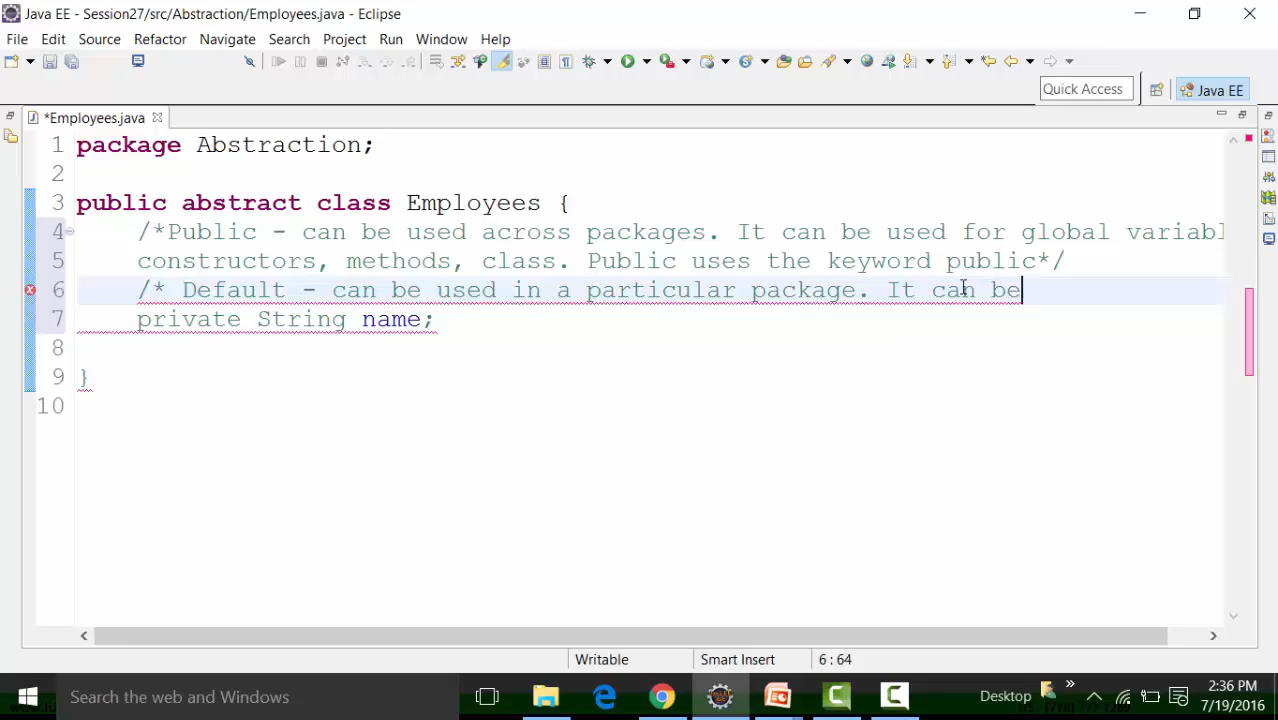 Java EE - Session27/src/Abstraction/Employees.java - Eclipse
File Edit Source Refactor Navigate Search Project Run Window Help
Quick Access
Java EE
*Employees.java
1 package Abstraction;
2
3 public abstract class Employees {
4 /*Public - can be used across packages. It can be used for global variabl
5 constructors, methods, class. Public uses the keyword public*/
6 /* Default - can be used in a particular package. It can be
7 private String name;
8
9 }
10
Writable Smart Insert 6 : 64
Search the web and Windows
Desktop
2:36 PM
7/19/2016